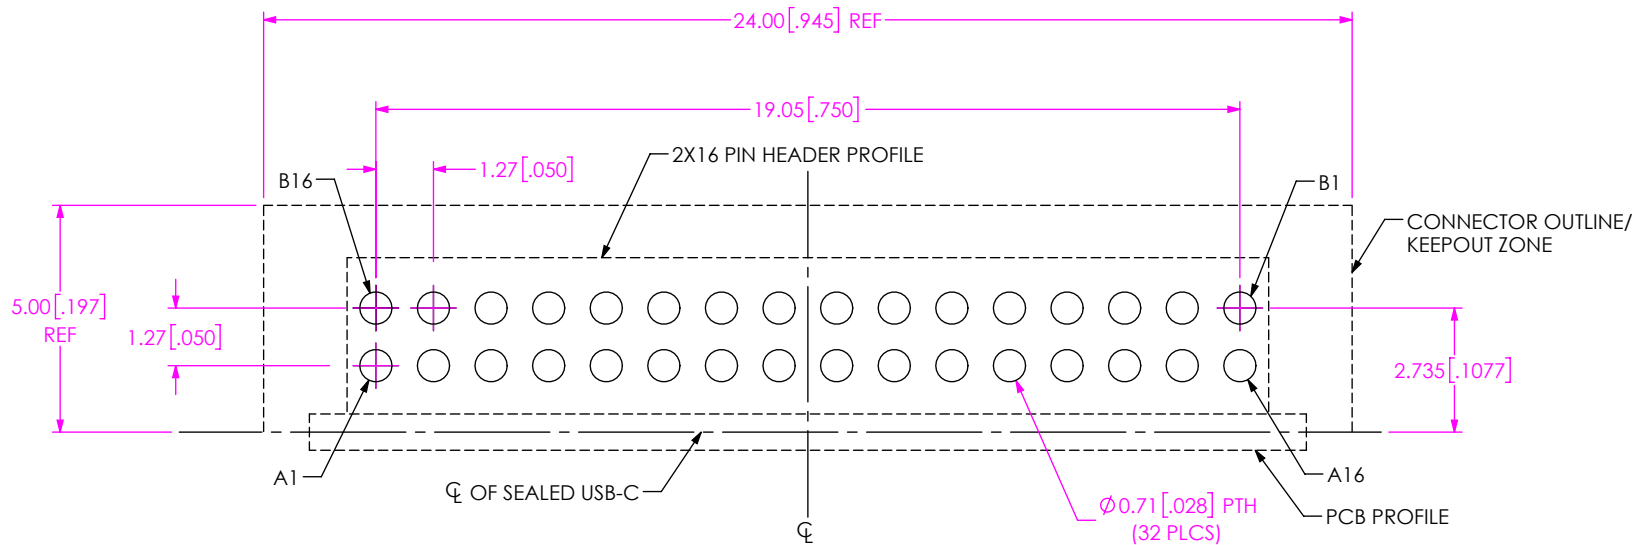 24.00[.945] REF
19.05[.750]
2X16 PIN HEADER PROFILE
1.27[.050]
B16
B1
CONNECTOR OUTLINE/
KEEPOUT ZONE
5.00[.197]
REF
1.27[.050]
2.735[.1077]
A1
℄ OF SEALED USB-C
A16
Ø0.71[.028] PTH
(32 PLCS)
PCB PROFILE
℄